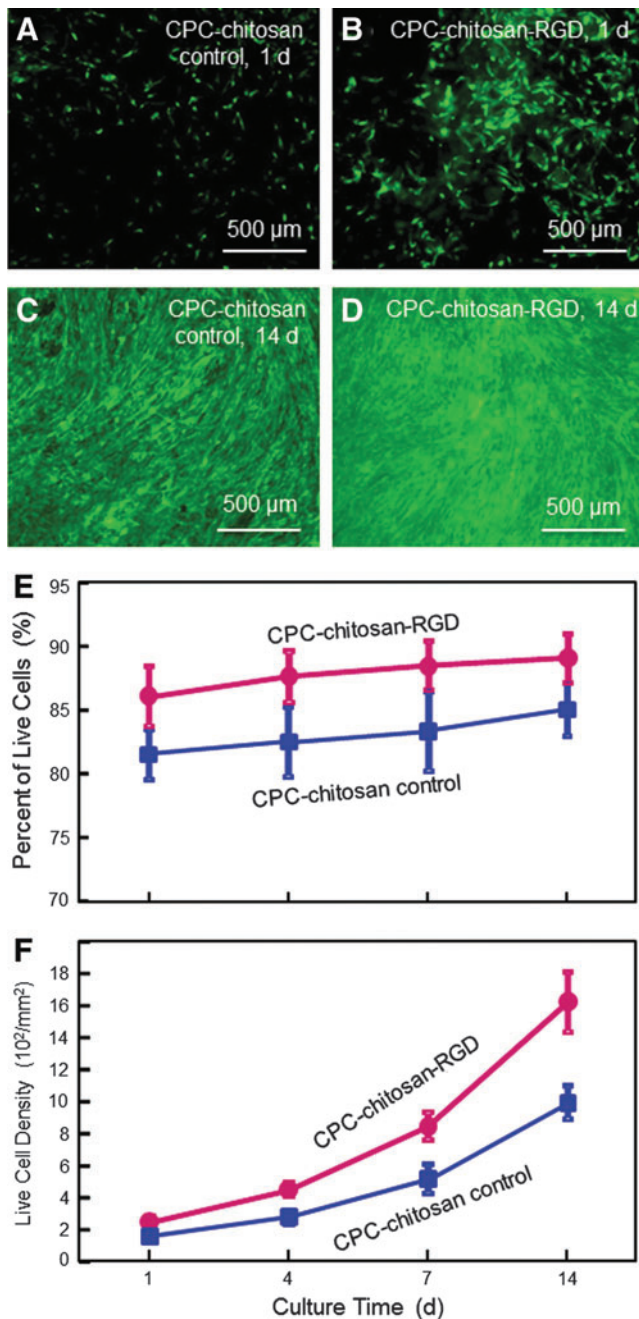 A
CPC-chitosan
control, 1 d
500 µm
B
CPC-chitosan-RGD, 1 d
500 µm
C
CPC-chitosan
control, 14 d
500 µm
D
CPC-chitosan-RGD, 14 d
500 µm
E
Percent of Live Cells (%)
95
90
85
80
75
70
CPC-chitosan-RGD
CPC-chitosan control
F
Live Cell Density (10²/mm²)
18
16
14
12
10
8
6
4
2
0
CPC-chitosan-RGD
CPC-chitosan control
1 4 7 14
Culture Time (d)